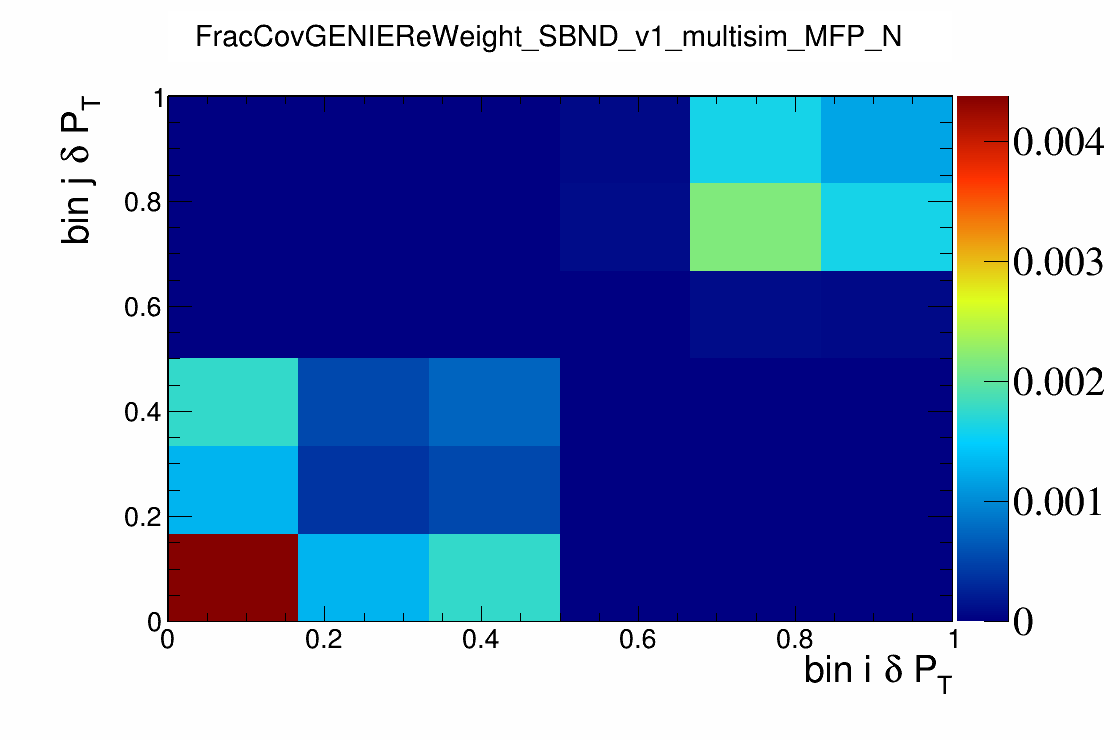 FracCovGENIEReWeight_SBND_v1_multisim_MFP_N
bin j δ P_T
1
0.8
0.6
0.4
0.2
0
0 0.2 0.4 0.6 0.8 1
bin i δ P_T
0.004
0.003
0.002
0.001
0